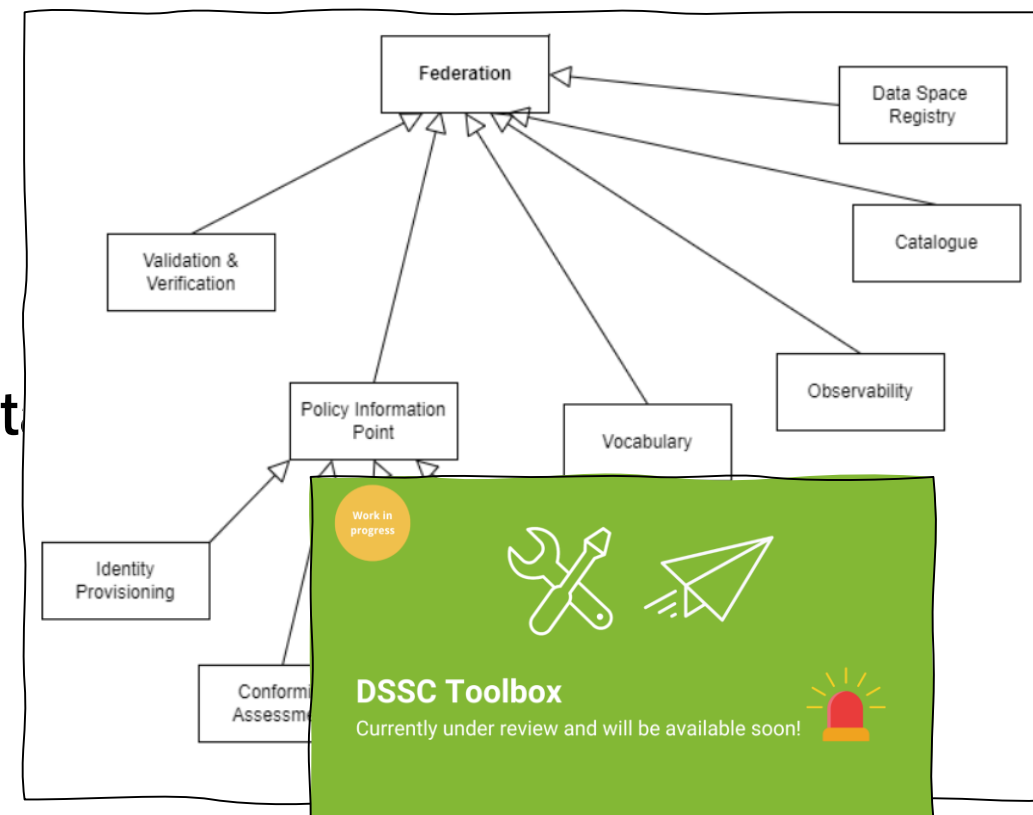 Federation
Data Space
Registry
Validation &
Verification
Catalogue
Observability
Policy Information
Point
Vocabulary
Work in
progress
Identity
Provisioning
DSSC Toolbox
Currently under review and will be available soon!